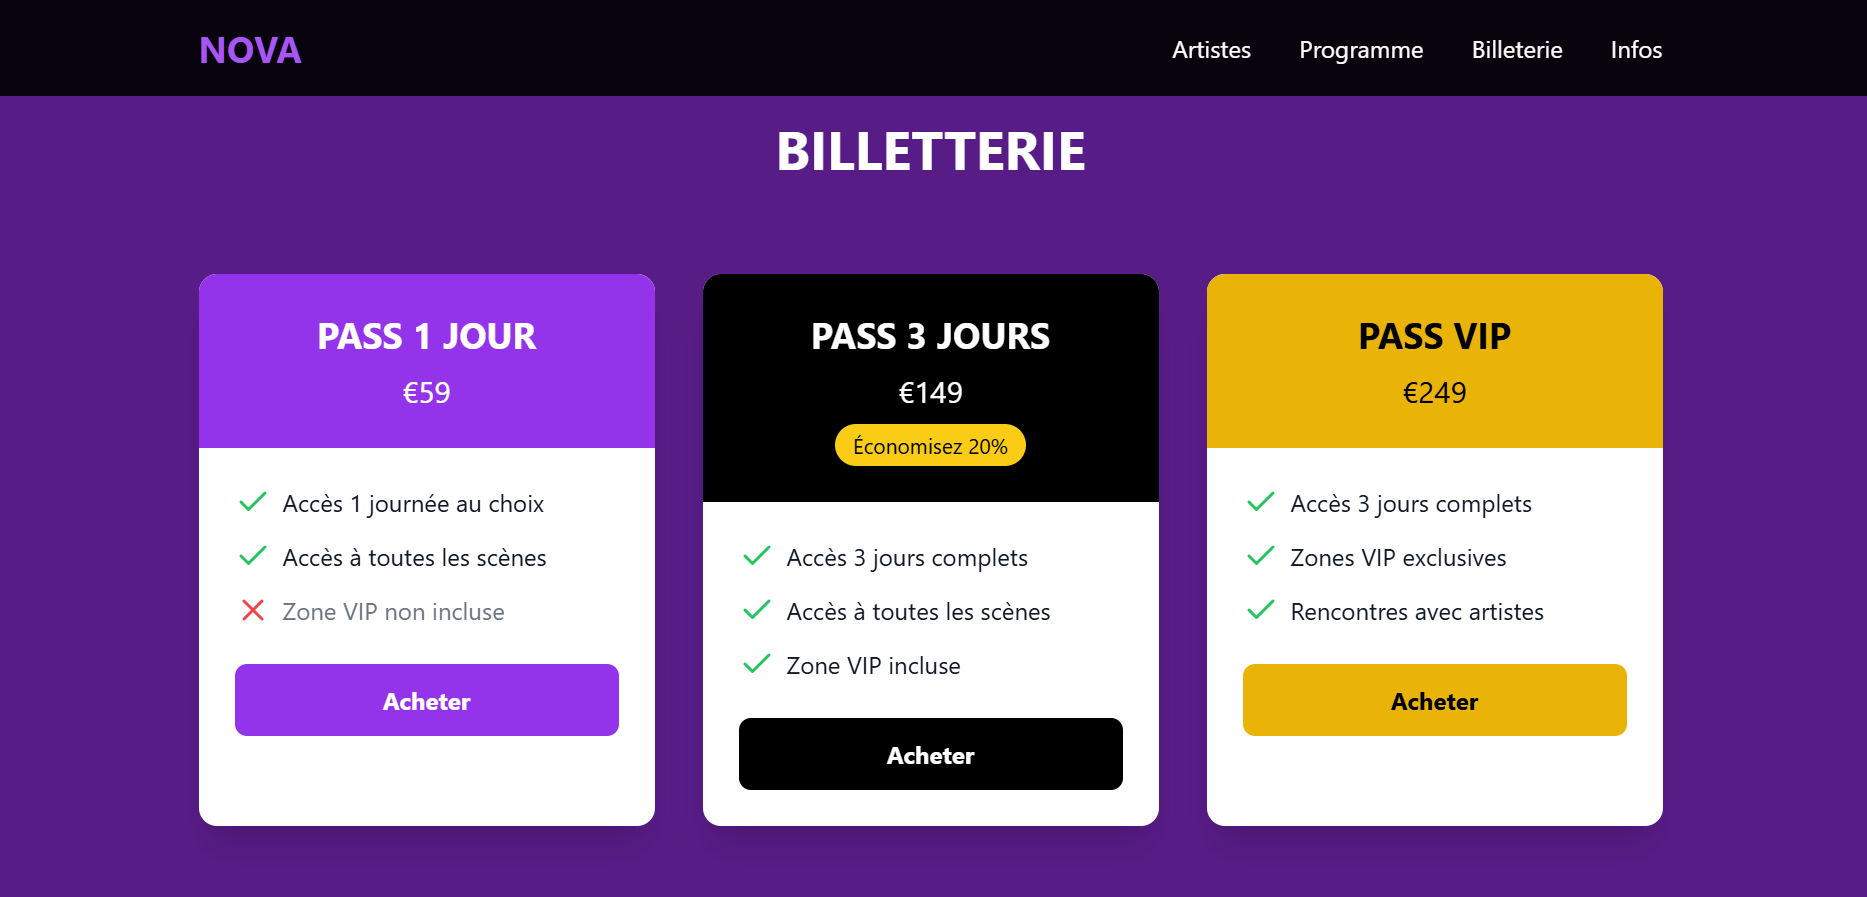 NOVA
Artistes
Programme
Billeterie
Infos
BILLETTERIE
PASS 1 JOUR
€59
Accès 1 journée au choix
Accès à toutes les scènes
Zone VIP non incluse
Acheter
PASS 3 JOURS
€149
Économisez 20%
Accès 3 jours complets
Accès à toutes les scènes
Zone VIP incluse
Acheter
PASS VIP
€249
Accès 3 jours complets
Zones VIP exclusives
Rencontres avec artistes
Acheter